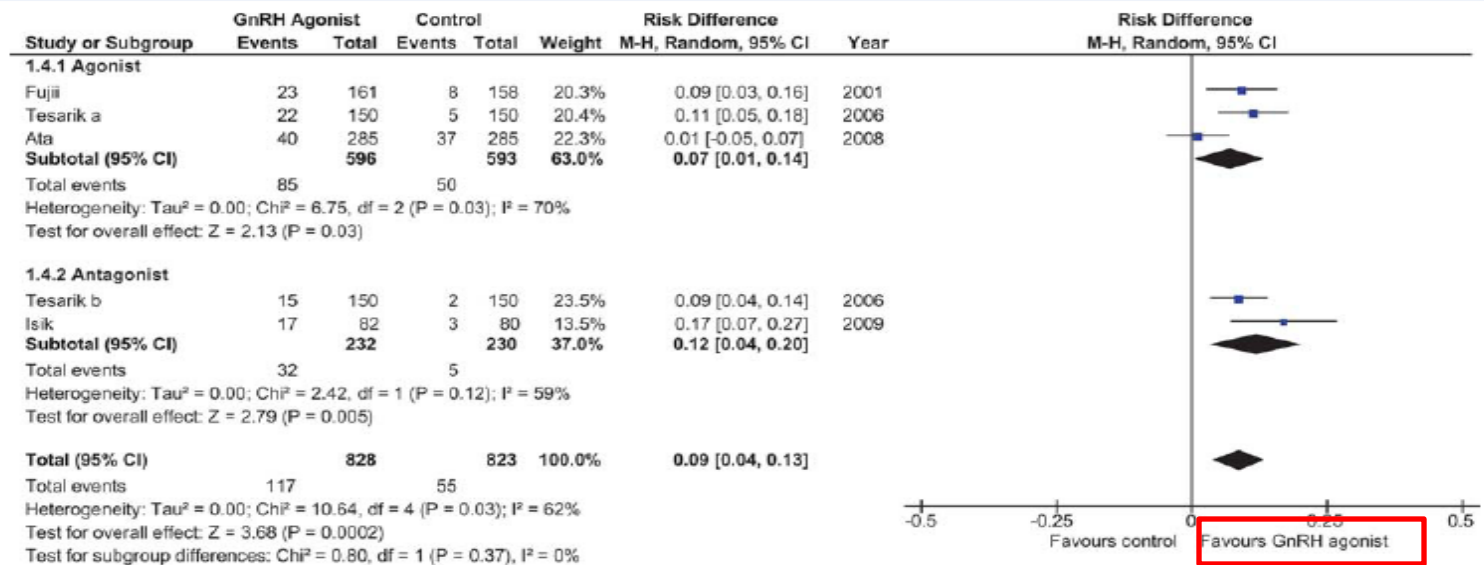 GnRH Agonist Control Risk Difference Risk Difference
Study or Subgroup Events Total Events Total Weight M-H, Random, 95% CI Year M-H, Random, 95% CI
1.4.1 Agonist
Fujii 23 161 8 158 20.3% 0.09 [0.03, 0.16] 2001
Tesarik a 22 150 5 150 20.4% 0.11 [0.05, 0.18] 2006
Ata 40 285 37 285 22.3% 0.01 [-0.05, 0.07] 2008
Subtotal (95% CI) 596 593 63.0% 0.07 [0.01, 0.14]
Total events 85 50
Heterogeneity: Tau² = 0.00; Chi² = 6.75, df = 2 (P = 0.03); I² = 70%
Test for overall effect: Z = 2.13 (P = 0.03)
1.4.2 Antagonist
Tesarik b 15 150 2 150 23.5% 0.09 [0.04, 0.14] 2006
Isik 17 82 3 80 13.5% 0.17 [0.07, 0.27] 2009
Subtotal (95% CI) 232 230 37.0% 0.12 [0.04, 0.20]
Total events 32 5
Heterogeneity: Tau² = 0.00; Chi² = 2.42, df = 1 (P = 0.12); I² = 59%
Test for overall effect: Z = 2.79 (P = 0.005)
Total (95% CI) 828 823 100.0% 0.09 [0.04, 0.13]
Total events 117 55
Heterogeneity: Tau² = 0.00; Chi² = 10.64, df = 4 (P = 0.03); I² = 62%
Test for overall effect: Z = 3.68 (P = 0.0002)
Test for subgroup differences: Chi² = 0.80, df = 1 (P = 0.37), I² = 0%
-0.5 -0.25 0 0.25 0.5
Favours control Favours GnRH agonist